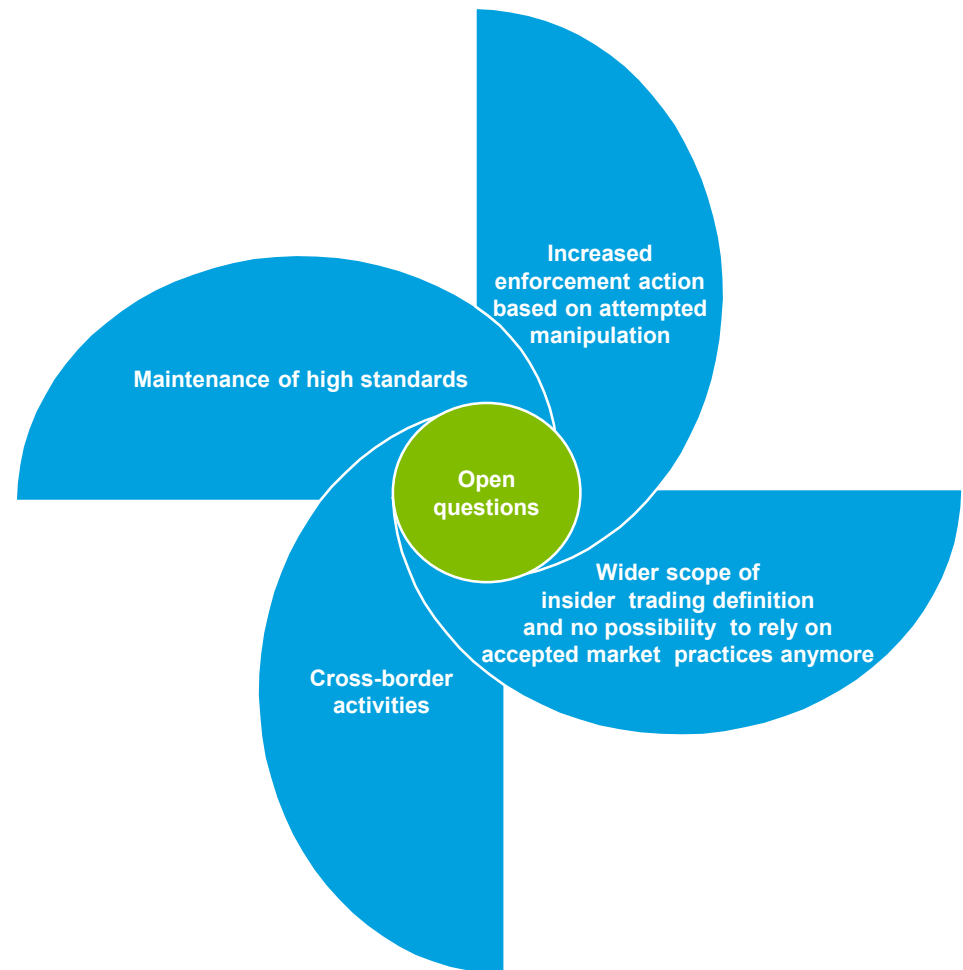 Increased
enforcement action
based on attempted
manipulation
Maintenance of high standards
Open
questions
Wider scope of
insider trading definition
and no possibility to rely on
accepted market practices anymore
Cross-border
activities